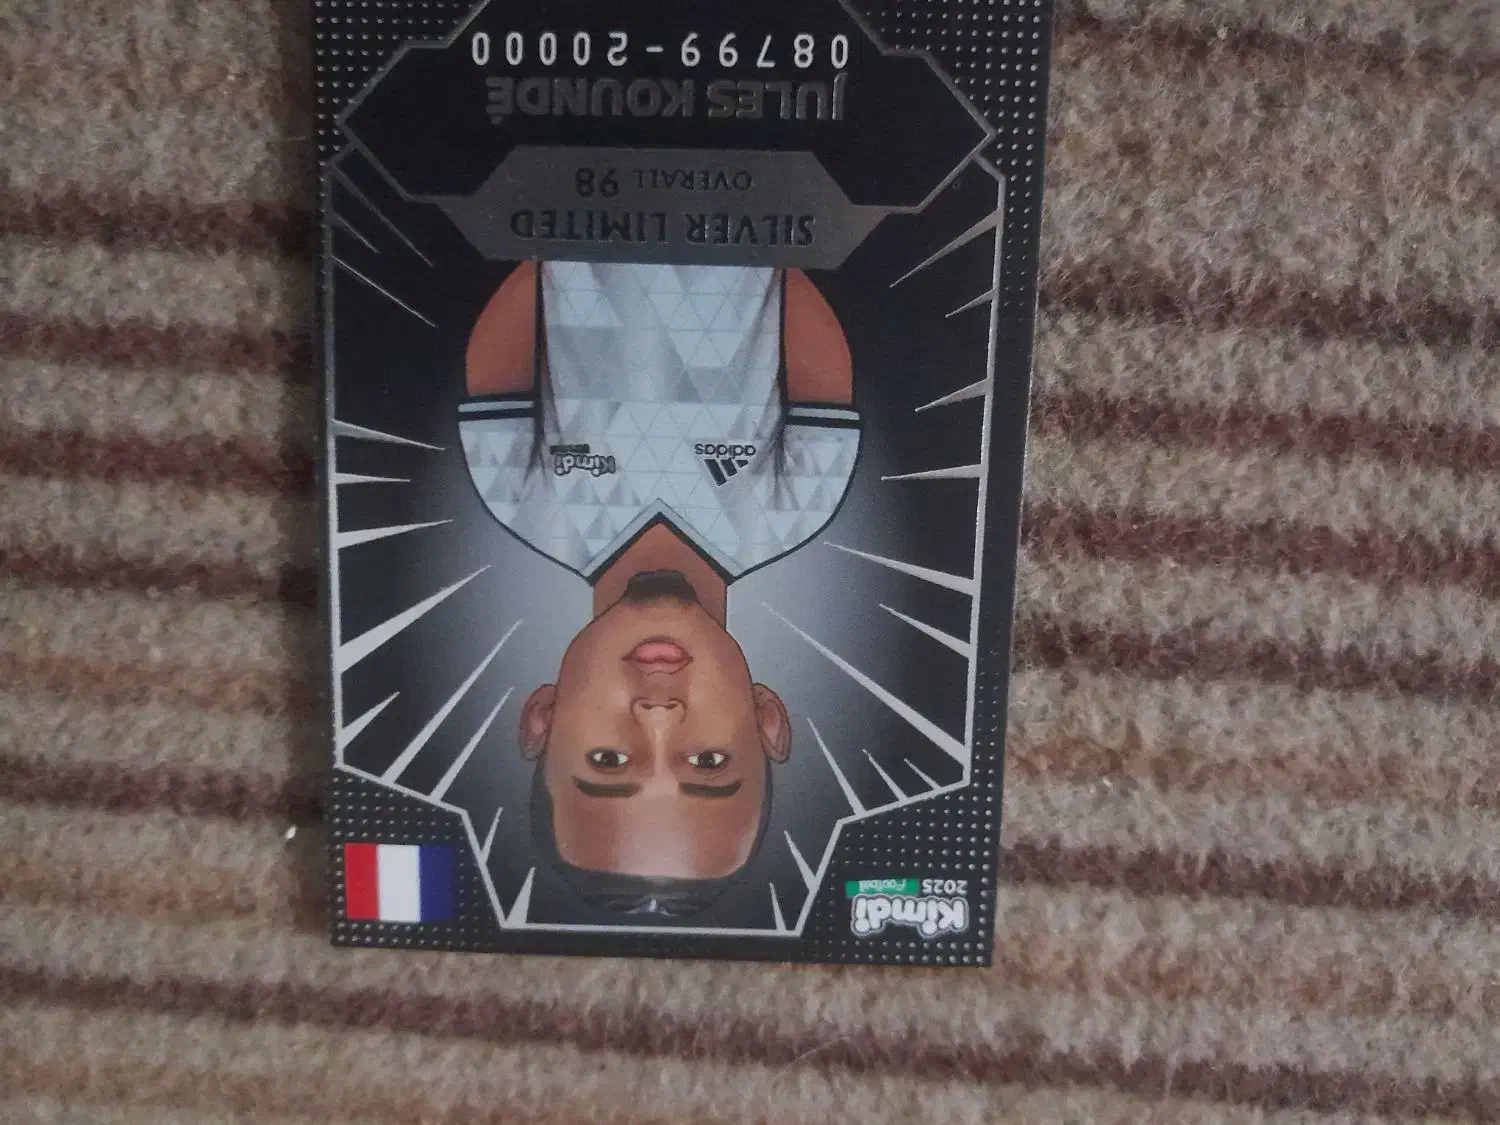 Kimdi
Football 2025
adidas
Kimdi
SILVER LIMITED
OVERALL 98
JULES KOUNDÉ
08799-20000